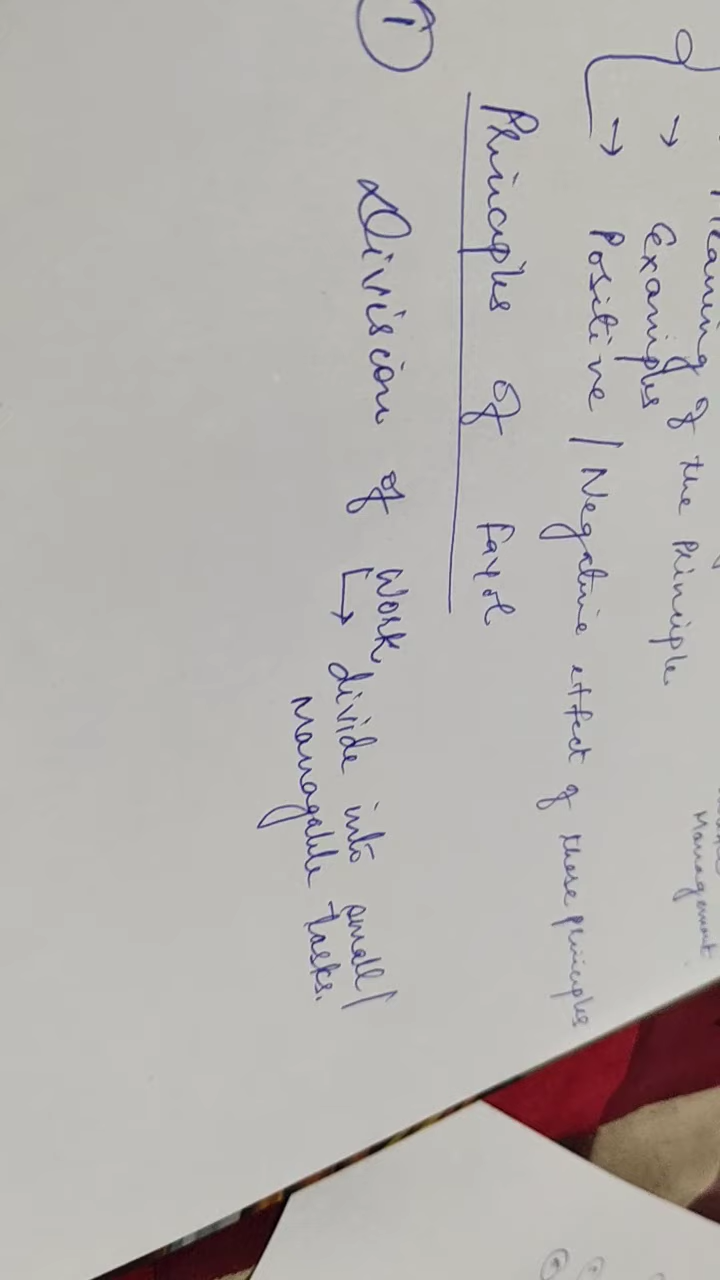 Meaning of the Principle.
→ Examples
→ Positive / Negative effect of these principles
Management.
Principles of Fayol
① Division of Work
↳ divide into small/
managable tasks.